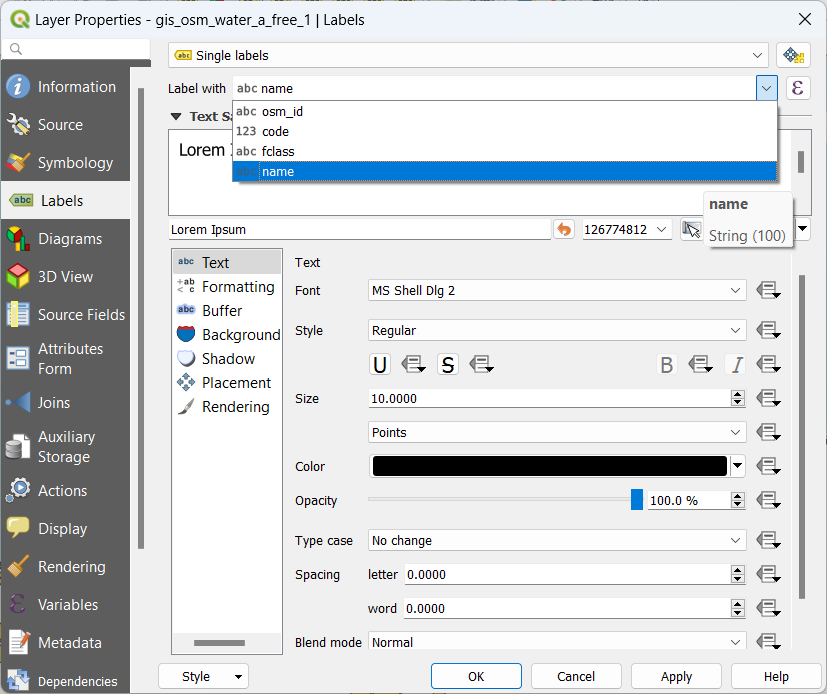 Layer Properties - gis_osm_water_a_free_1 | Labels
Information
Source
Symbology
abc Labels
Diagrams
3D View
Source Fields
Attributes
Form
Joins
Auxiliary
Storage
Actions
Display
Rendering
Variables
Metadata
Dependencies
abc Single labels
Label with abc name ε
abc osm_id
123 code
abc fclass
abc name
Text Sa
Lorem I
name
String (100)
Lorem Ipsum 126774812
abc Text
+ab
< c Formatting
abc Buffer
Background
Shadow
Placement
Rendering
Text
Font MS Shell Dlg 2
Style Regular
U S B I
Size 10.0000
Points
Color
Opacity 100.0 %
Type case No change
Spacing letter 0.0000
word 0.0000
Blend mode Normal
Style OK Cancel Apply Help